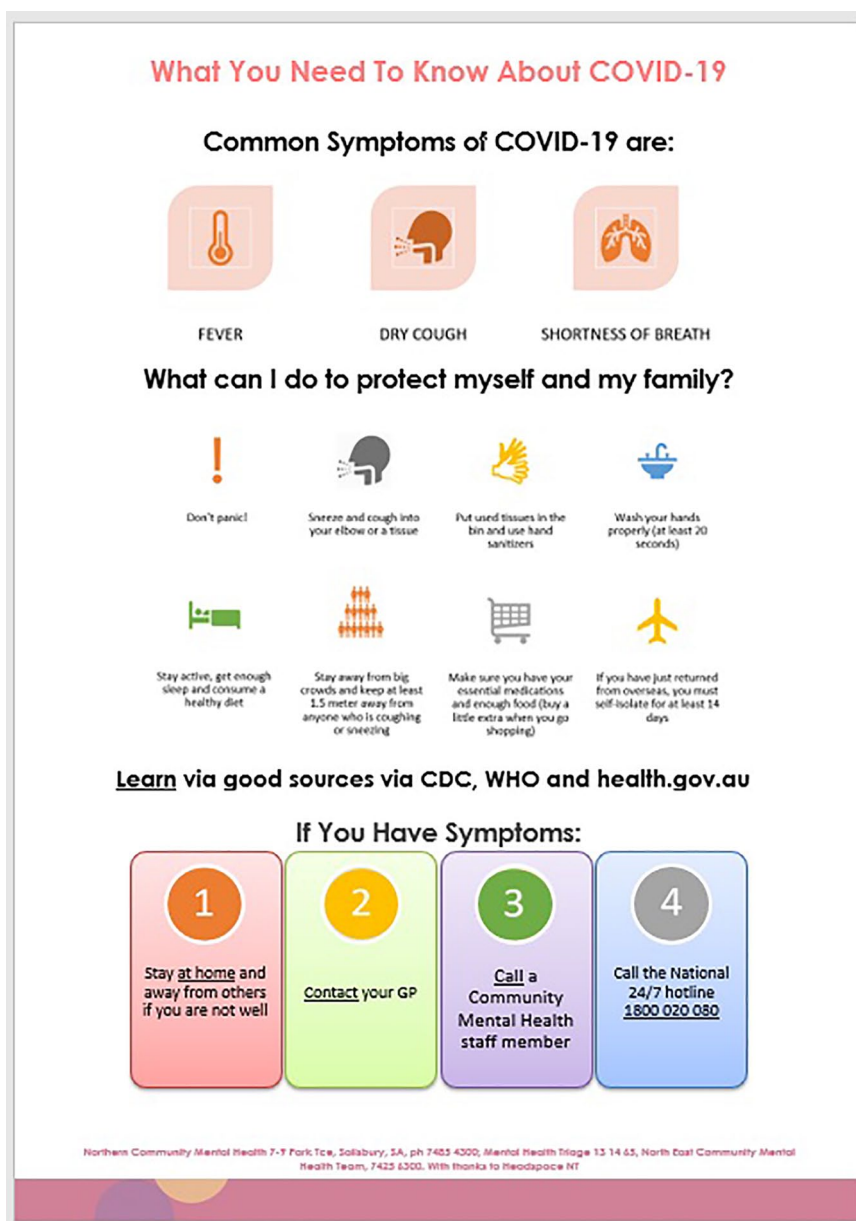 What You Need To Know About COVID-19
Common Symptoms of COVID-19 are:
FEVER
DRY COUGH
SHORTNESS OF BREATH
What can I do to protect myself and my family?
Don't panic!
Sneeze and cough into
your elbow or a tissue
Put used tissues in the
bin and use hand
sanitizers
Wash your hands
properly (at least 20
seconds)
Stay active, get enough
sleep and consume a
healthy diet
Stay away from big
crowds and keep at least
1.5 meter away from
anyone who is coughing
or sneezing
Make sure you have your
essential medications
and enough food (buy a
little extra when you go
shopping)
If you have just returned
from overseas, you must
self-isolate for at least 14
days
Learn via good sources via CDC, WHO and health.gov.au
If You Have Symptoms:
1
Stay at home and
away from others
if you are not well
2
Contact your GP
3
Call a
Community
Mental Health
staff member
4
Call the National
24/7 hotline
1800 020 080
Northern Community Mental Health 7-9 Park Tce, Salisbury, SA, ph 7485 4300; Mental Health Triage 13 14 65, North East Community Mental
Health Team, 7425 6300. With thanks to Headspace NT